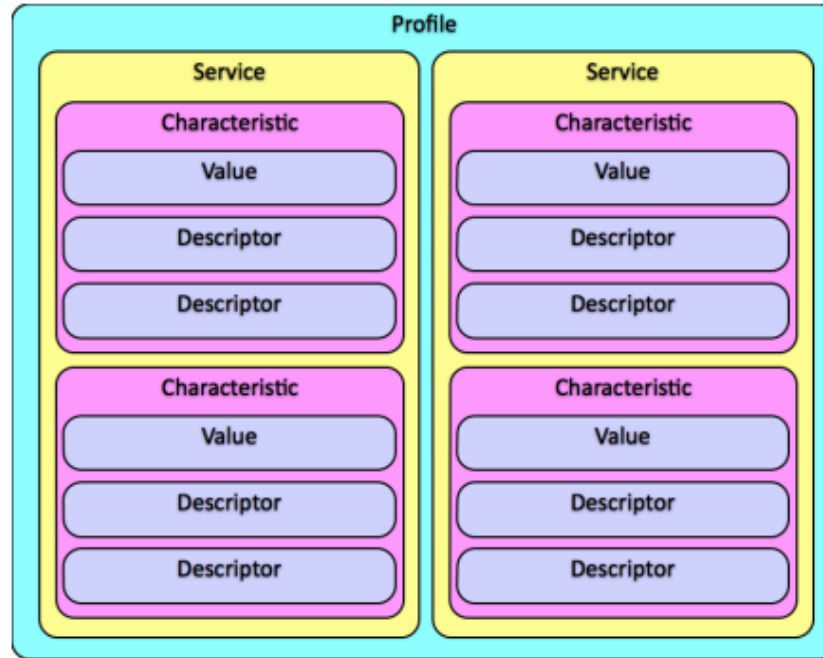 Profile
Service
Characteristic
Value
Descriptor
Descriptor
Characteristic
Value
Descriptor
Descriptor
Service
Characteristic
Value
Descriptor
Descriptor
Characteristic
Value
Descriptor
Descriptor